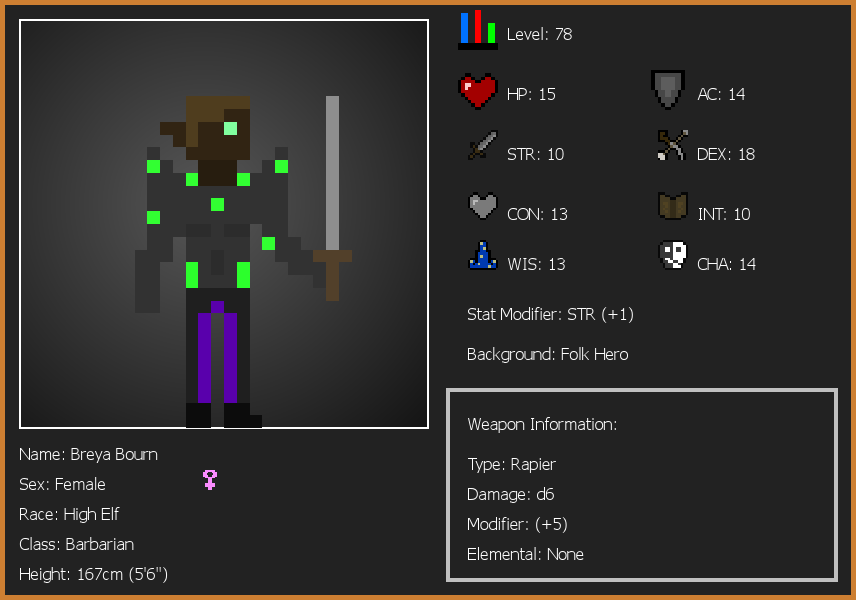 Level: 78
HP: 15
AC: 14
STR: 10
DEX: 18
CON: 13
INT: 10
WIS: 13
CHA: 14
Stat Modifier: STR (+1)
Background: Folk Hero
Weapon Information:
Type: Rapier
Damage: d6
Modifier: (+5)
Elemental: None
Name: Breya Bourn
Sex: Female
Race: High Elf
Class: Barbarian
Height: 167cm (5'6")